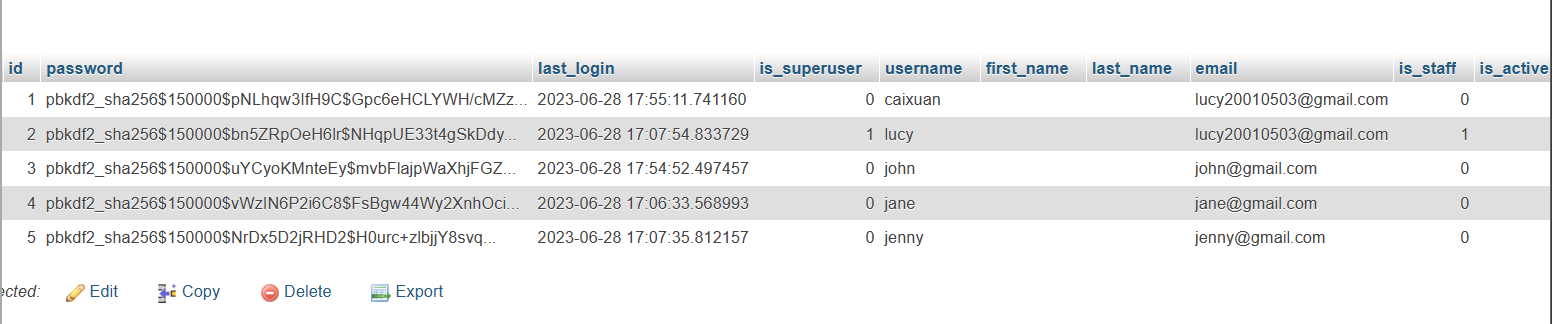 id password last_login is_superuser username first_name last_name email is_staff is_active
1 pbkdf2_sha256$150000$pNLhqw3lfH9C$Gpc6eHCLYWH/cMZz... 2023-06-28 17:55:11.741160 0 caixuan lucy20010503@gmail.com 0
2 pbkdf2_sha256$150000$bn5ZRpOeH6lr$NHqpUE33t4gSkDdy... 2023-06-28 17:07:54.833729 1 lucy lucy20010503@gmail.com 1
3 pbkdf2_sha256$150000$uYCyoKMnteEy$mvbFlajpWaXhjFGZ... 2023-06-28 17:54:52.497457 0 john john@gmail.com 0
4 pbkdf2_sha256$150000$vWzIN6P2i6C8$FsBgw44Wy2XnhOci... 2023-06-28 17:06:33.568993 0 jane jane@gmail.com 0
5 pbkdf2_sha256$150000$NrDx5D2jRHD2$H0urc+zlbjjY8svq... 2023-06-28 17:07:35.812157 0 jenny jenny@gmail.com 0
ected: Edit Copy Delete Export